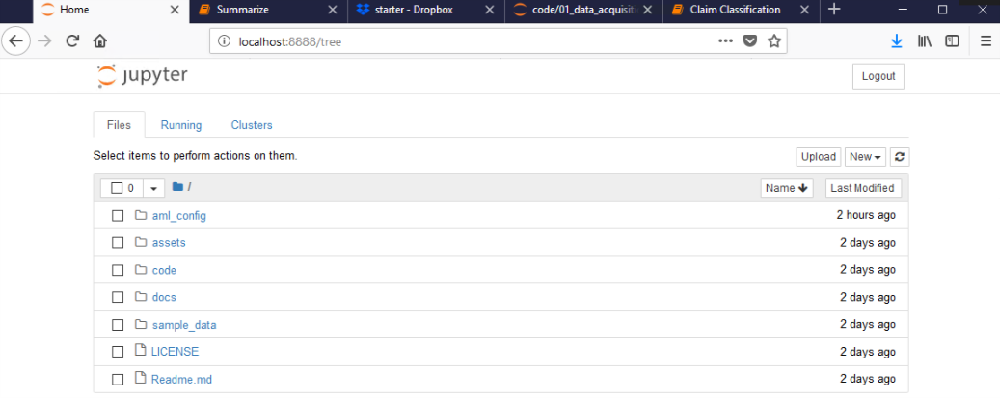 Home
Summarize
starter - Dropbox
code/01_data_acquisiti
Claim Classification
localhost:8888/tree
jupyter
Logout
Files
Running
Clusters
Select items to perform actions on them.
Upload
New
0
/
Name
Last Modified
aml_config
2 hours ago
assets
2 days ago
code
2 days ago
docs
2 days ago
sample_data
2 days ago
LICENSE
2 days ago
Readme.md
2 days ago